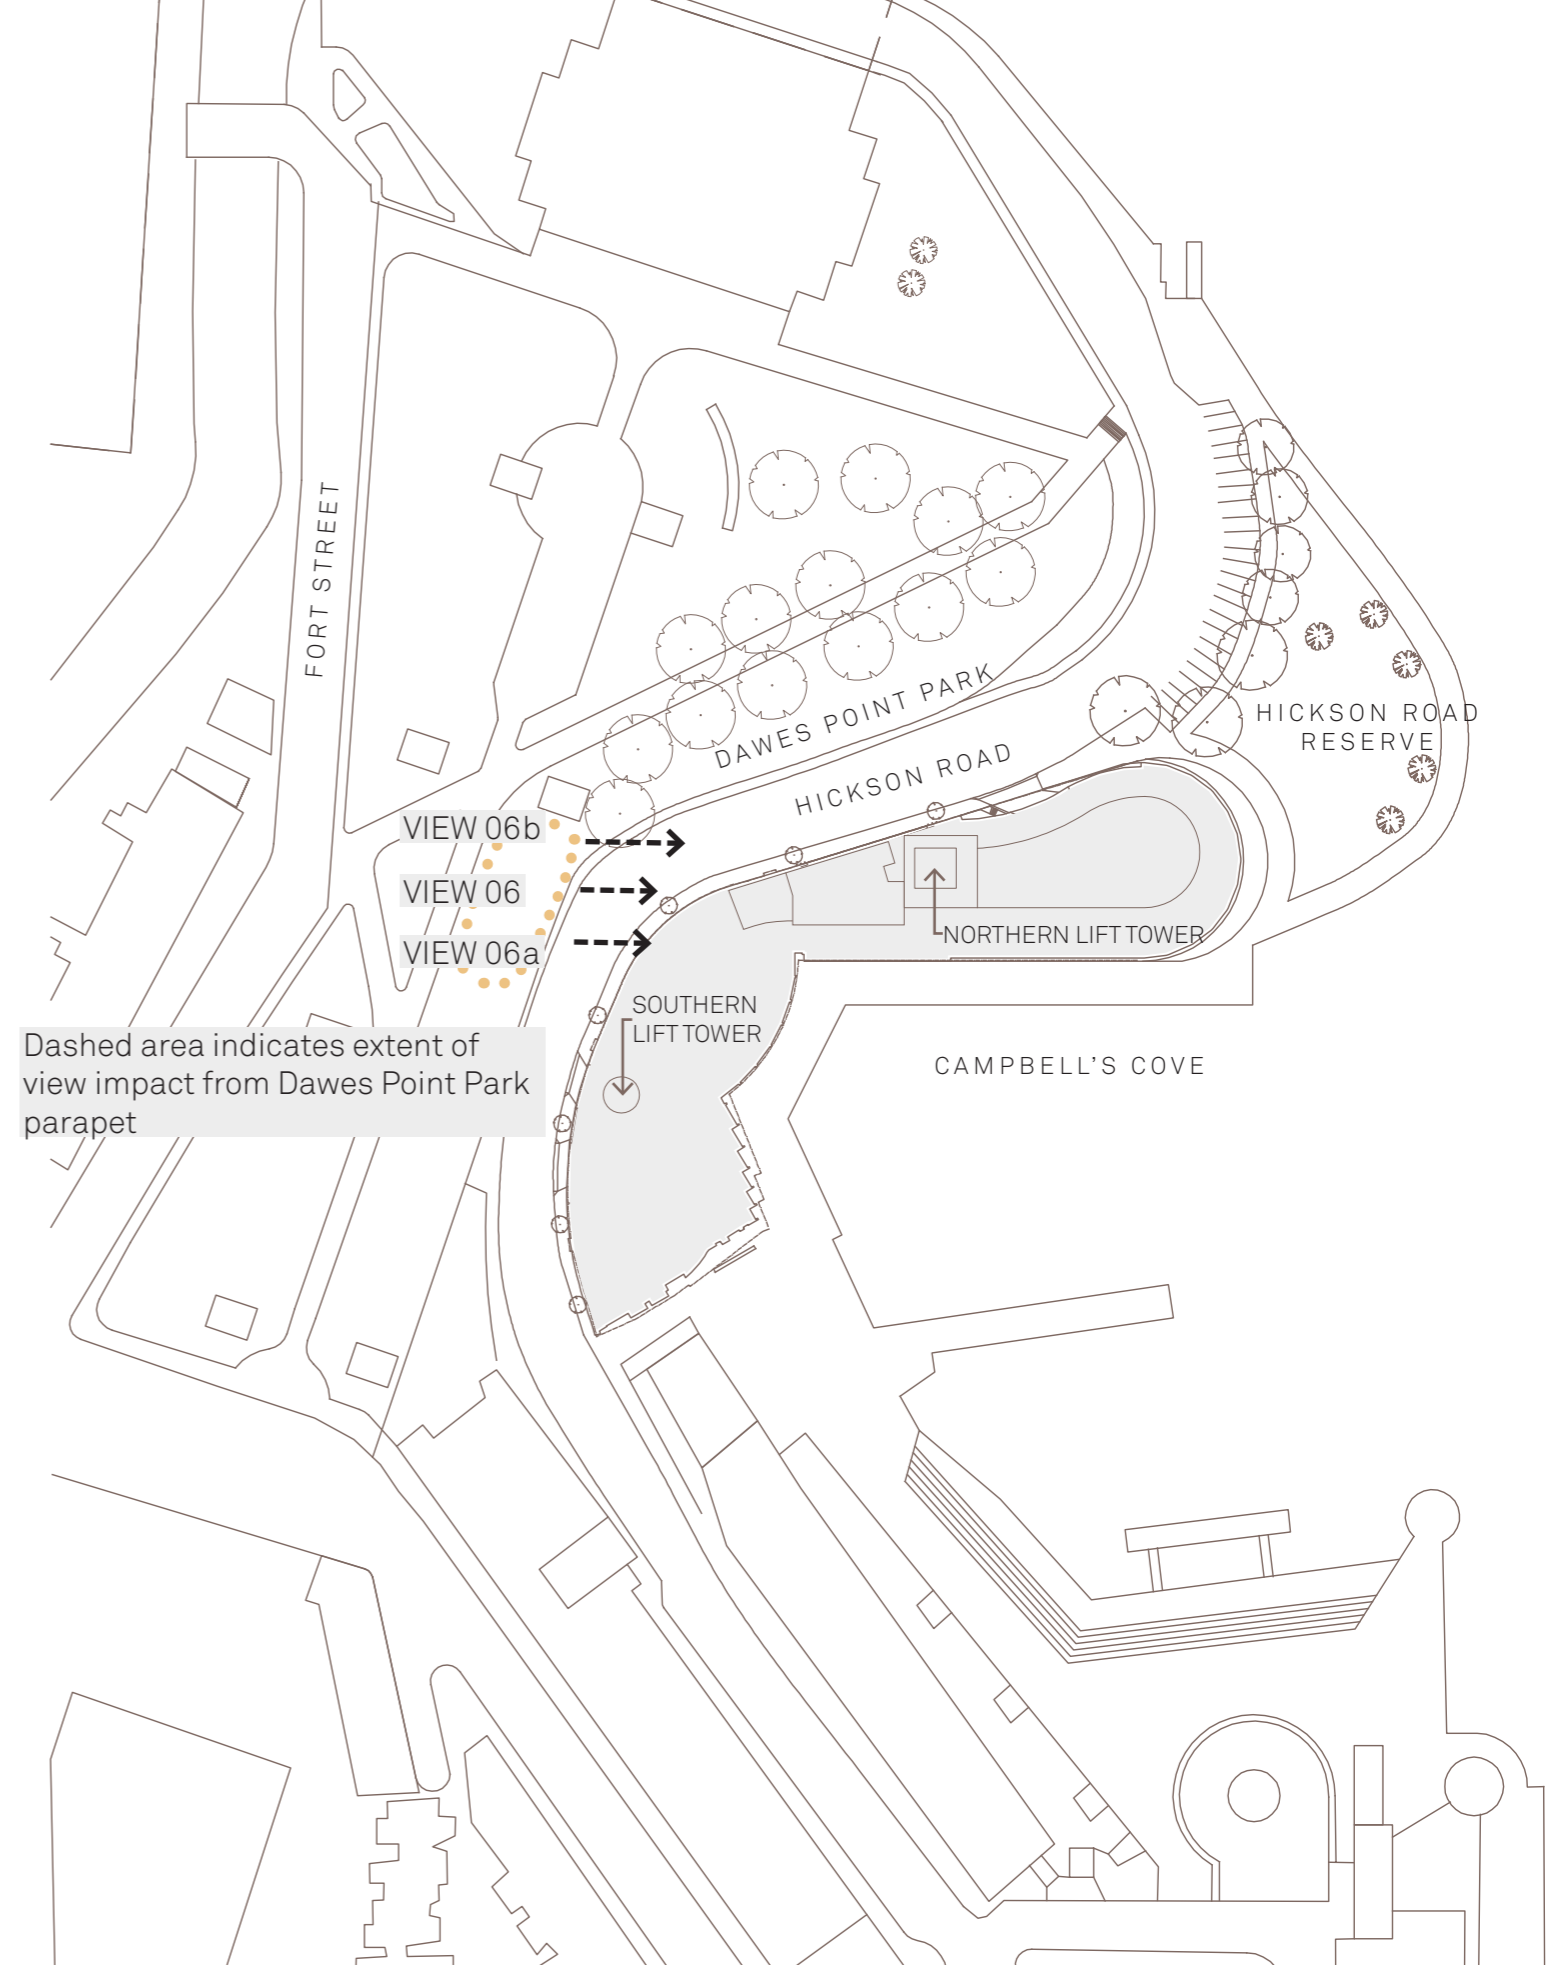 FORT STREET
DAWES POINT PARK
HICKSON ROAD
HICKSON ROAD
RESERVE
VIEW 06b
VIEW 06
VIEW 06a
NORTHERN LIFT TOWER
SOUTHERN
LIFT TOWER
Dashed area indicates extent of
view impact from Dawes Point Park
parapet
CAMPBELL'S COVE